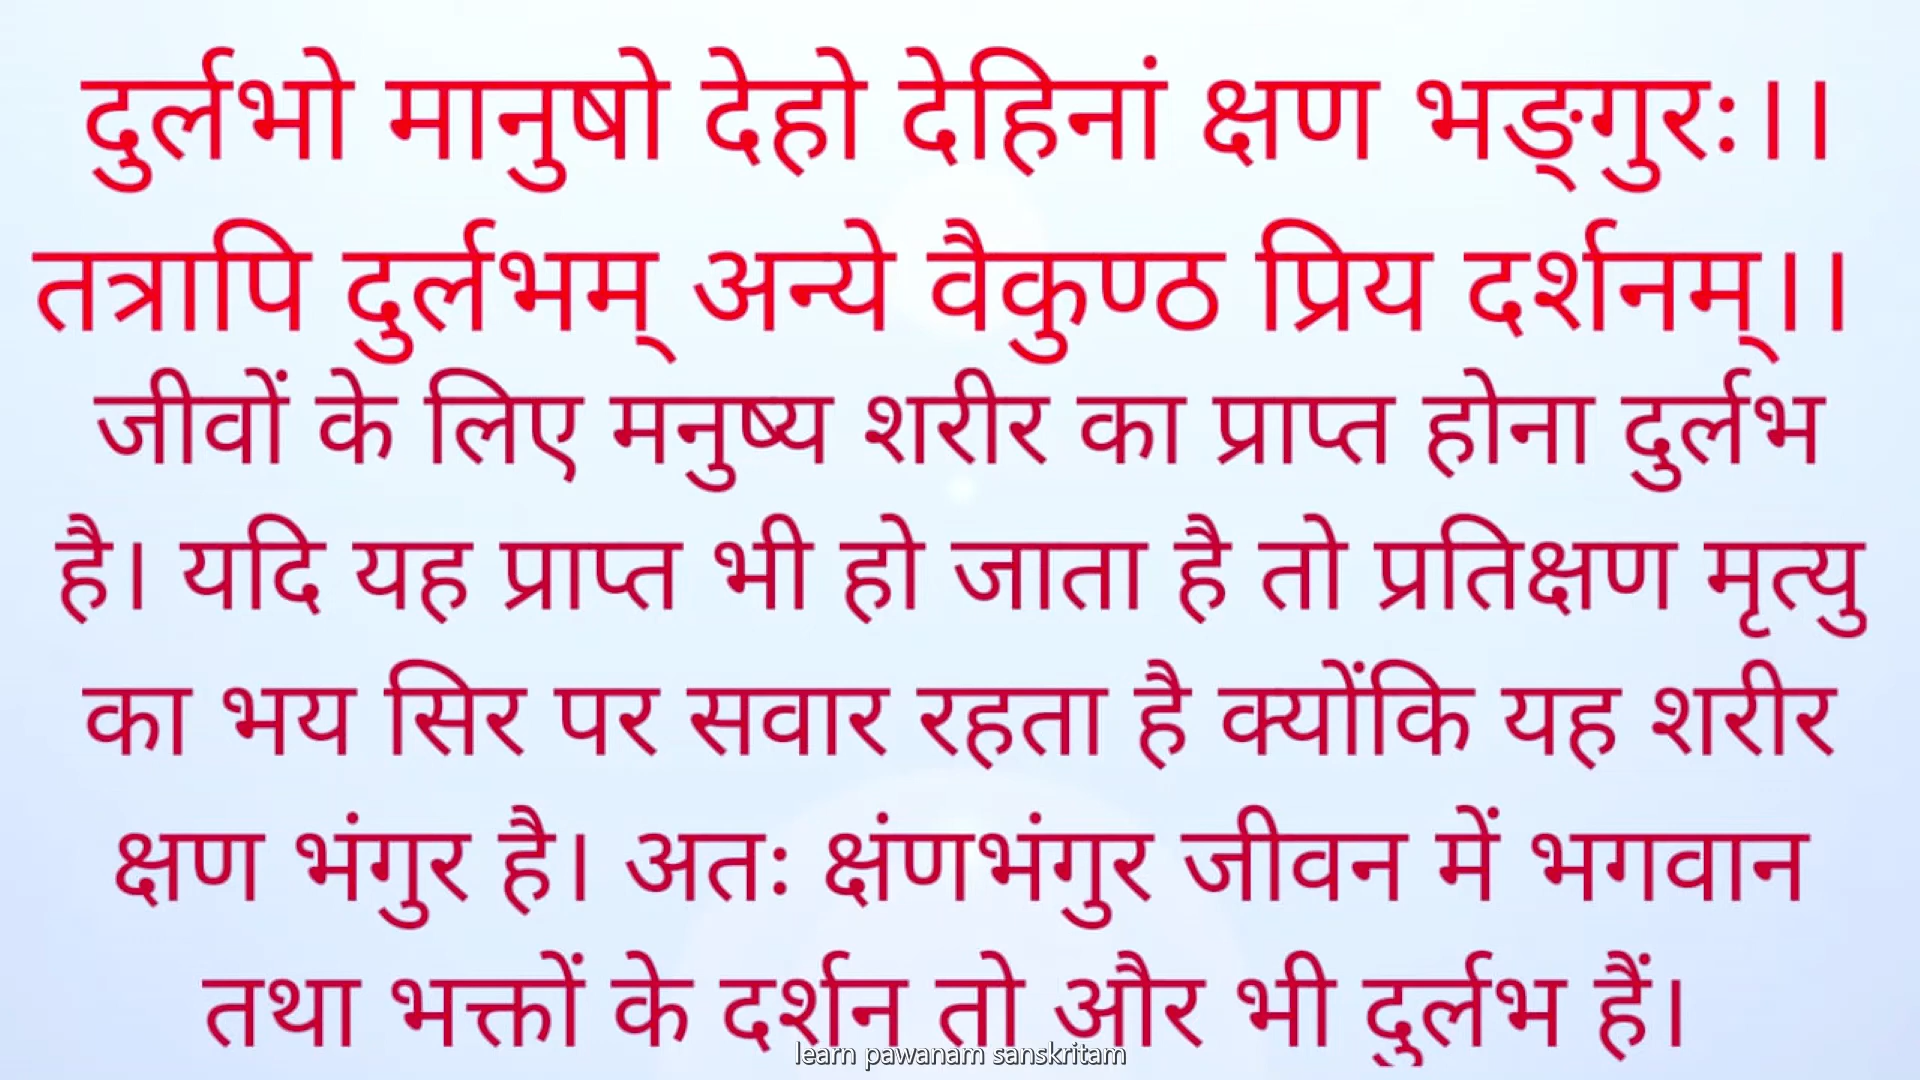 दुर्लभो मानुषो देहो देहिनां क्षण भङ्गुरः।।
तत्रापि दुर्लभम् अन्ये वैकुण्ठ प्रिय दर्शनम्।।
जीवों के लिए मनुष्य शरीर का प्राप्त होना दुर्लभ
है। यदि यह प्राप्त भी हो जाता है तो प्रतिक्षण मृत्यु
का भय सिर पर सवार रहता है क्योंकि यह शरीर
क्षण भंगुर है। अतः क्षंणभंगुर जीवन में भगवान
तथा भक्तों के दर्शन तो और भी दुर्लभ हैं।
learn pawanam sanskritam